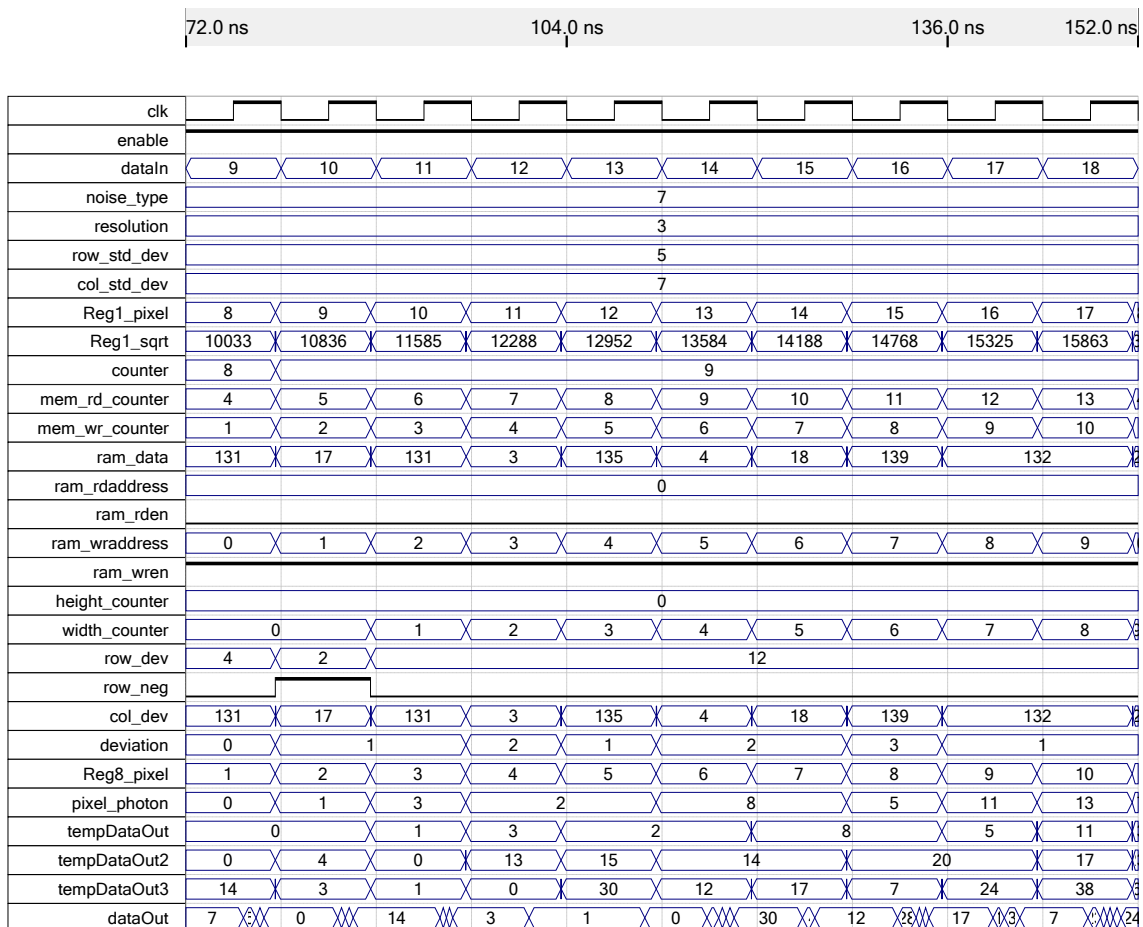 72.0 ns 104.0 ns 136.0 ns 152.0 ns
clk
enable
dataIn 9 10 11 12 13 14 15 16 17 18
noise_type 7
resolution 3
row_std_dev 5
col_std_dev 7
Reg1_pixel 8 9 10 11 12 13 14 15 16 17
Reg1_sqrt 10033 10836 11585 12288 12952 13584 14188 14768 15325 15863
counter 8 9
mem_rd_counter 4 5 6 7 8 9 10 11 12 13
mem_wr_counter 1 2 3 4 5 6 7 8 9 10
ram_data 131 17 131 3 135 4 18 139 132
ram_rdaddress 0
ram_rden
ram_wraddress 0 1 2 3 4 5 6 7 8 9
ram_wren
height_counter 0
width_counter 0 1 2 3 4 5 6 7 8
row_dev 4 2 12
row_neg
col_dev 131 17 131 3 135 4 18 139 132
deviation 0 1 2 1 2 3 1
Reg8_pixel 1 2 3 4 5 6 7 8 9 10
pixel_photon 0 1 3 2 8 5 11 13
tempDataOut 0 1 3 2 8 5 11
tempDataOut2 0 4 0 13 15 14 20 17
tempDataOut3 14 3 1 0 30 12 17 7 24 38
dataOut 7 0 14 3 1 0 30 12 28 17 3 7 24